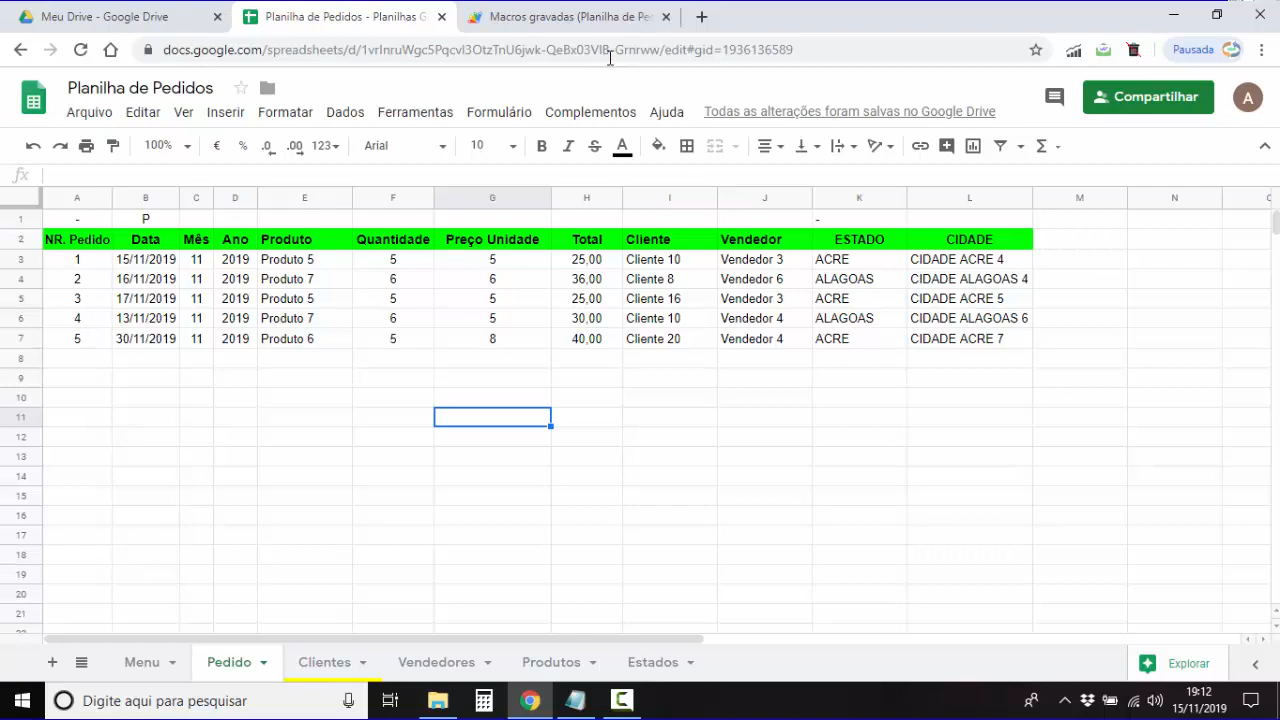 Meu Drive - Google Drive
Planilha de Pedidos - Planilhas G
Macros gravadas (Planilha de Pe
Pausada
Planilha de Pedidos
Compartilhar
A
Arquivo Editar Ver Inserir Formatar Dados Ferramentas Formulário Complementos Ajuda Todas as alterações foram salvas no Google Drive
100% € % .0 .00 123 Arial 10 B I S A Σ
fx
A B C D E F G H I J K L M N
1 - P -
2 NR. Pedido Data Mês Ano Produto Quantidade Preço Unidade Total Cliente Vendedor ESTADO CIDADE
3 1 15/11/2019 11 2019 Produto 5 5 5 25,00 Cliente 10 Vendedor 3 ACRE CIDADE ACRE 4
4 2 16/11/2019 11 2019 Produto 7 6 6 36,00 Cliente 8 Vendedor 6 ALAGOAS CIDADE ALAGOAS 4
5 3 17/11/2019 11 2019 Produto 5 5 5 25,00 Cliente 16 Vendedor 3 ACRE CIDADE ACRE 5
6 4 13/11/2019 11 2019 Produto 7 6 5 30,00 Cliente 10 Vendedor 4 ALAGOAS CIDADE ALAGOAS 6
7 5 30/11/2019 11 2019 Produto 6 5 8 40,00 Cliente 20 Vendedor 4 ACRE CIDADE ACRE 7
8
9
10
11
12
13
14
15
16
17
18
19
20
21
Menu Pedido Clientes Vendedores Produtos Estados Explorar
Digite aqui para pesquisar
19:12
15/11/2019